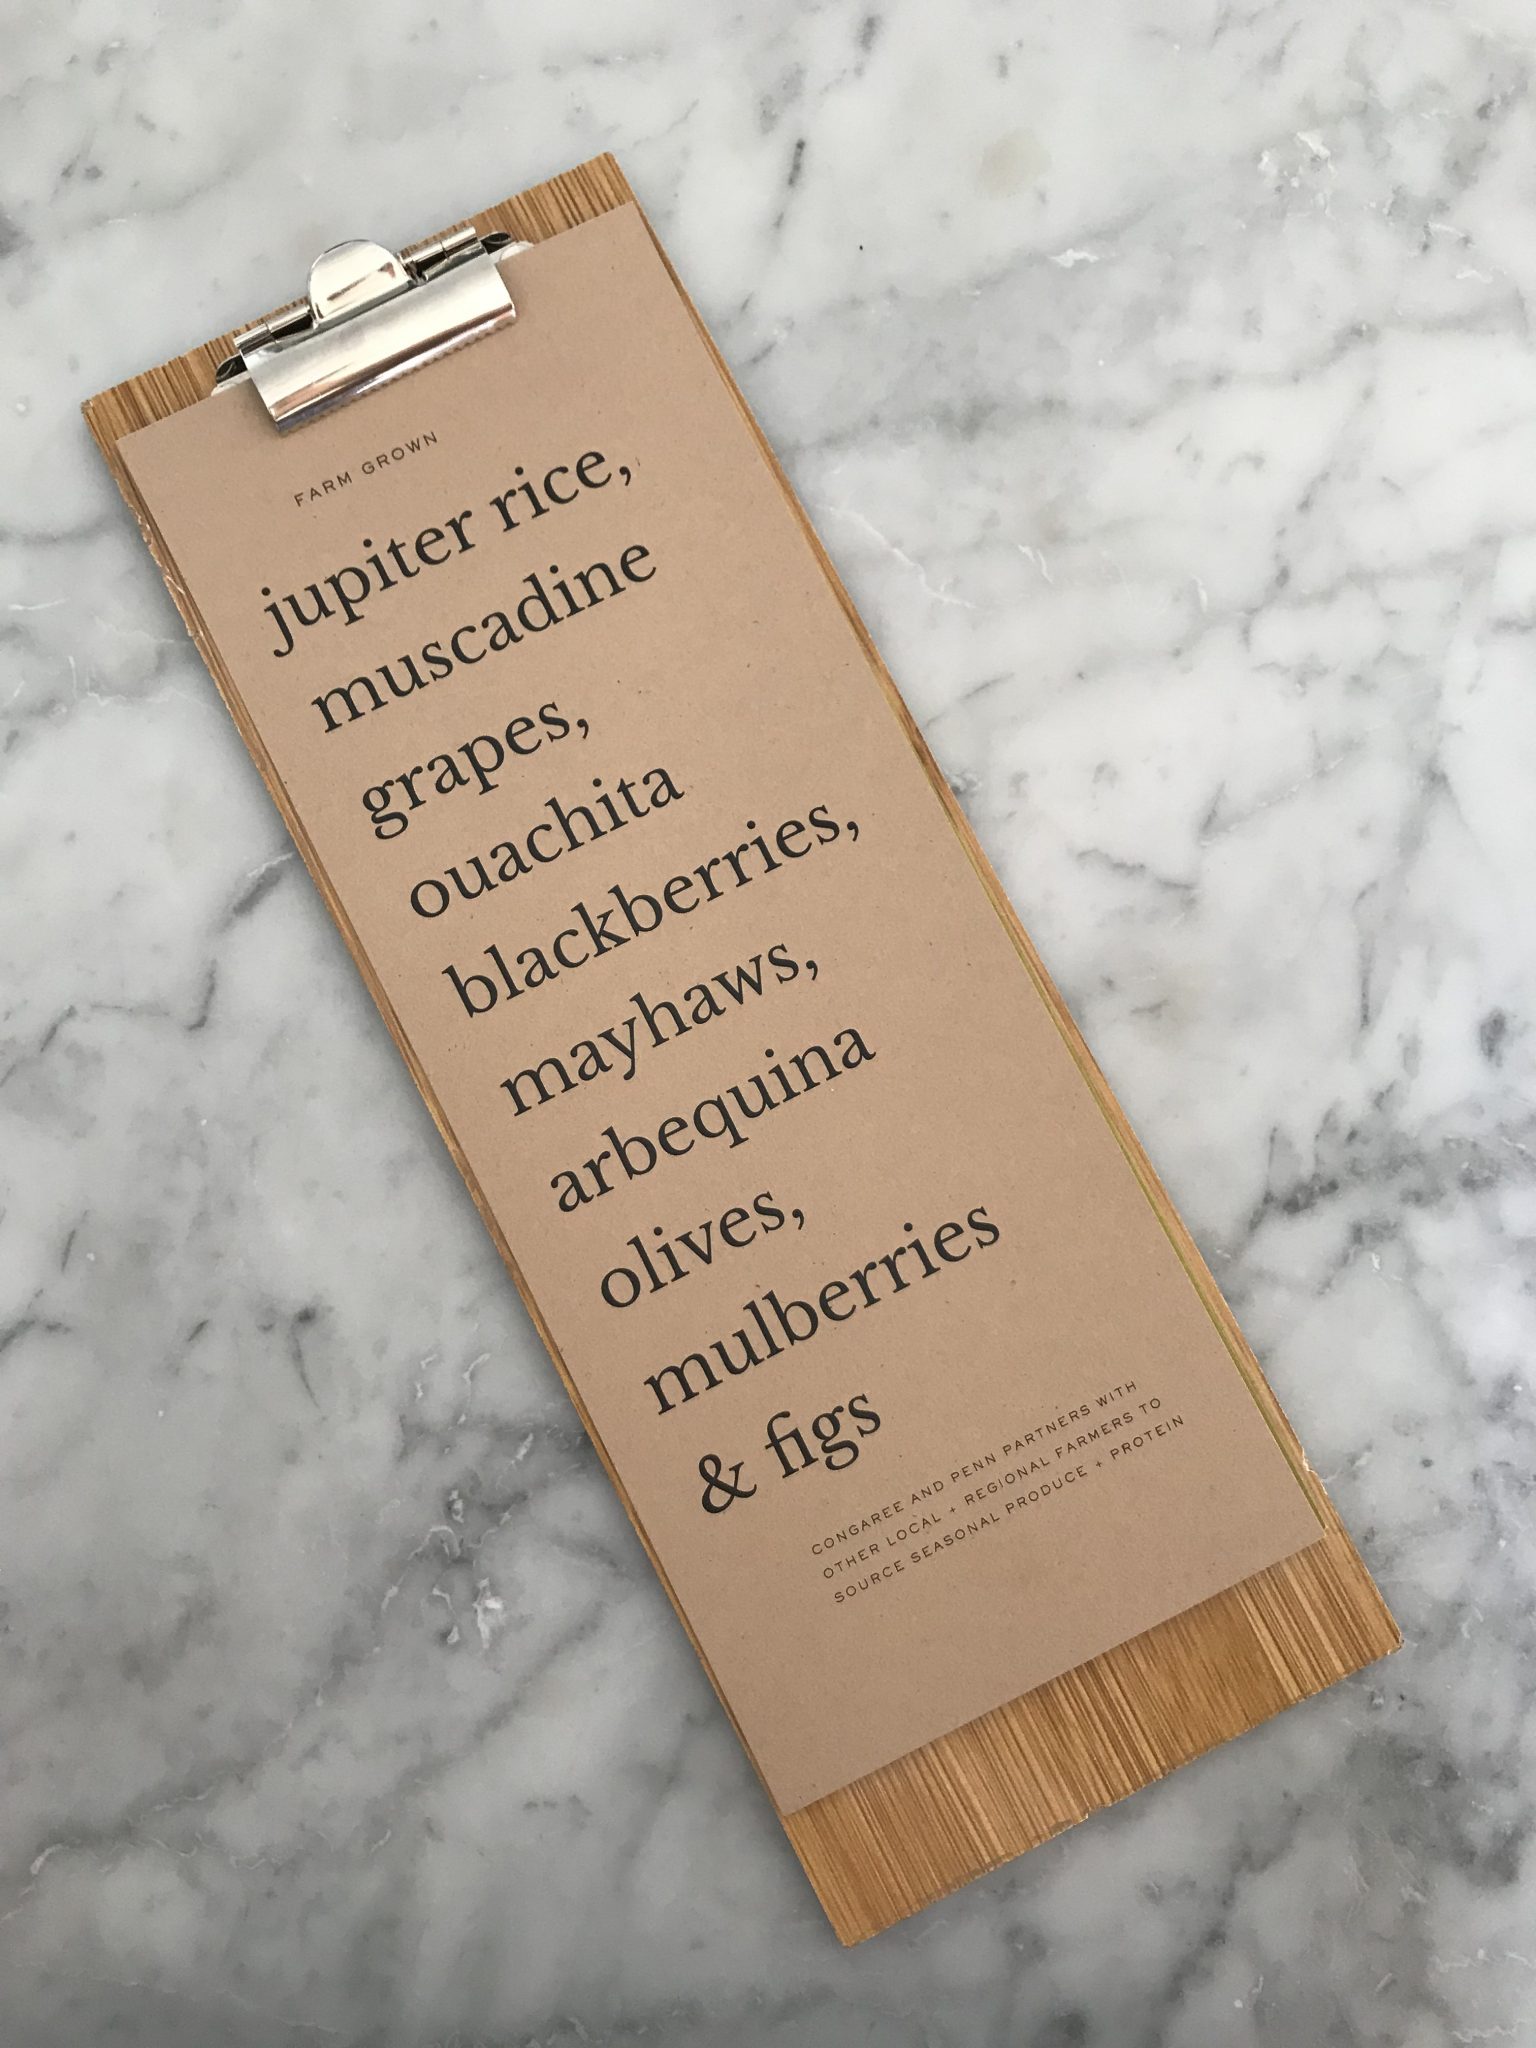 FARM GROWN
jupiter rice,
muscadine
grapes,
ouachita
blackberries,
mayhaws,
arbequina
olives,
mulberries
& figs
CONGAREE AND PENN PARTNERS WITH
OTHER LOCAL + REGIONAL FARMERS TO
SOURCE SEASONAL PRODUCE + PROTEIN